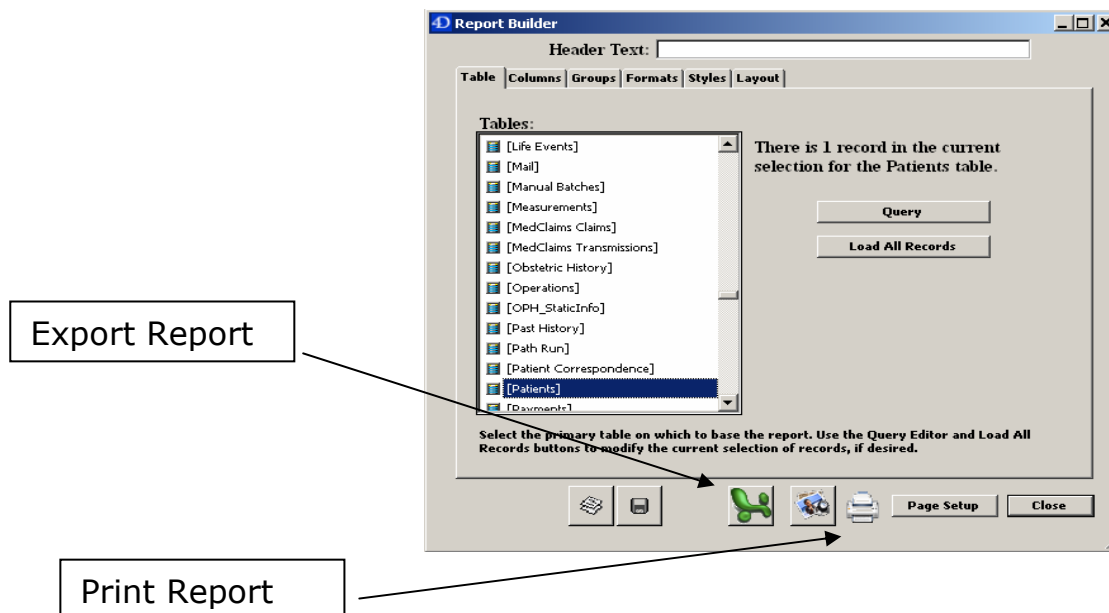 4D Report Builder
Header Text:
Table Columns Groups Formats Styles Layout
Tables:
[Life Events]
[Mail]
[Manual Batches]
[Measurements]
[MedClaims Claims]
[MedClaims Transmissions]
[Obstetric History]
[Operations]
[OPH_StaticInfo]
[Past History]
[Path Run]
[Patient Correspondence]
[Patients]
[Payments]
There is 1 record in the current
selection for the Patients table.
Query
Load All Records
Select the primary table on which to base the report. Use the Query Editor and Load All
Records buttons to modify the current selection of records, if desired.
Page Setup Close
Export Report
Print Report